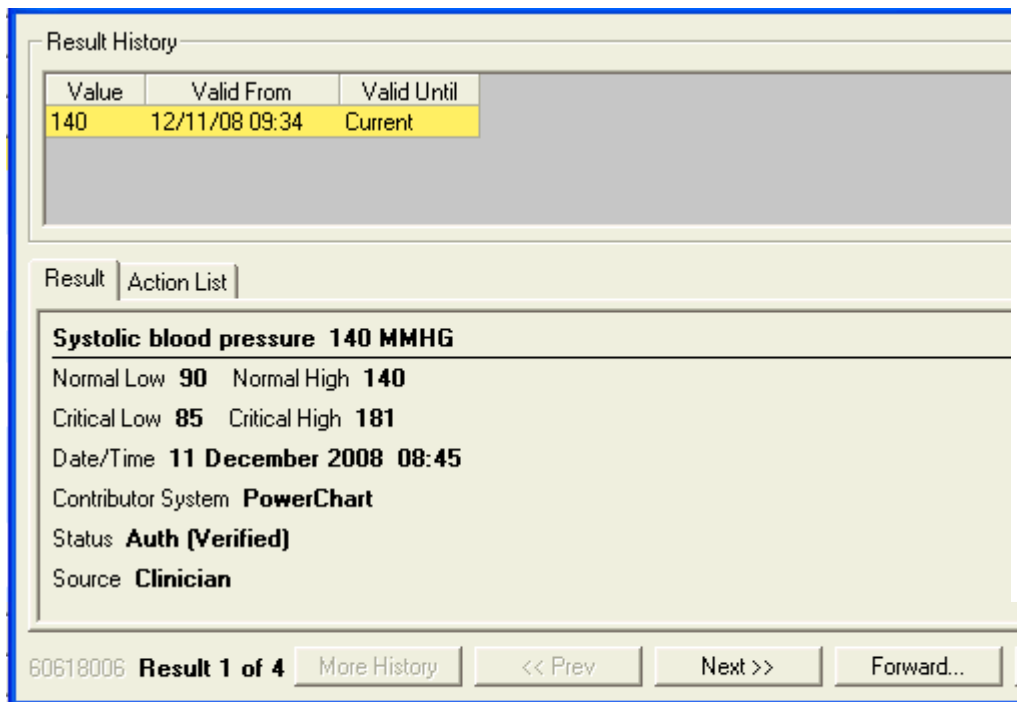 Result History
Value Valid From Valid Until
140 12/11/08 09:34 Current
Result Action List
Systolic blood pressure 140 MMHG
Normal Low 90 Normal High 140
Critical Low 85 Critical High 181
Date/Time 11 December 2008 08:45
Contributor System PowerChart
Status Auth (Verified)
Source Clinician
60618006 Result 1 of 4 More History << Prev Next >> Forward...